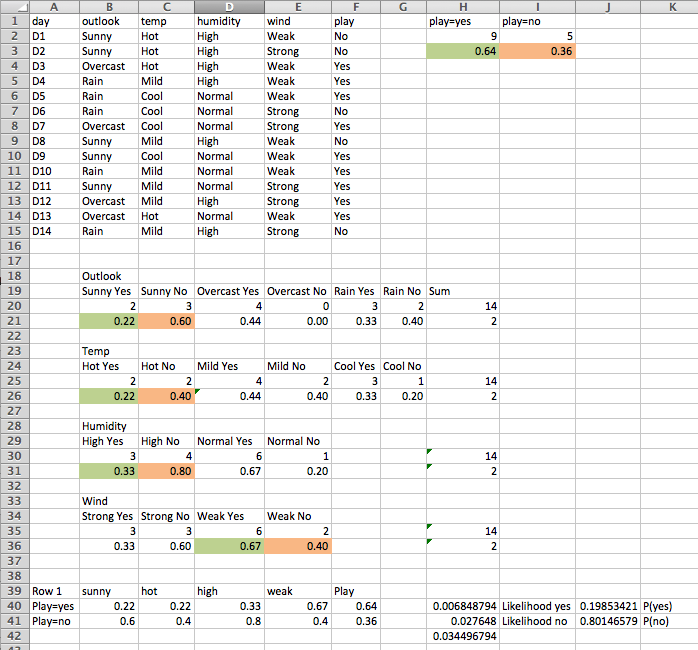 A B C D E F G H I J K
1 day outlook temp humidity wind play play=yes play=no
2 D1 Sunny Hot High Weak No 9 5
3 D2 Sunny Hot High Strong No 0.64 0.36
4 D3 Overcast Hot High Weak Yes
5 D4 Rain Mild High Weak Yes
6 D5 Rain Cool Normal Weak Yes
7 D6 Rain Cool Normal Strong No
8 D7 Overcast Cool Normal Strong Yes
9 D8 Sunny Mild High Weak No
10 D9 Sunny Cool Normal Weak Yes
11 D10 Rain Mild Normal Weak Yes
12 D11 Sunny Mild Normal Strong Yes
13 D12 Overcast Mild High Strong Yes
14 D13 Overcast Hot Normal Weak Yes
15 D14 Rain Mild High Strong No
16
17
18 Outlook
19 Sunny Yes Sunny No Overcast Yes Overcast No Rain Yes Rain No Sum
20 2 3 4 0 3 2 14
21 0.22 0.60 0.44 0.00 0.33 0.40 2
22
23 Temp
24 Hot Yes Hot No Mild Yes Mild No Cool Yes Cool No
25 2 2 4 2 3 1 14
26 0.22 0.40 0.44 0.40 0.33 0.20 2
27
28 Humidity
29 High Yes High No Normal Yes Normal No
30 3 4 6 1 14
31 0.33 0.80 0.67 0.20 2
32
33 Wind
34 Strong Yes Strong No Weak Yes Weak No
35 3 3 6 2 14
36 0.33 0.60 0.67 0.40 2
37
38
39 Row 1 sunny hot high weak Play
40 Play=yes 0.22 0.22 0.33 0.67 0.64 0.006848794 Likelihood yes 0.19853421 P(yes)
41 Play=no 0.6 0.4 0.8 0.4 0.36 0.027648 Likelihood no 0.80146579 P(no)
42 0.034496794